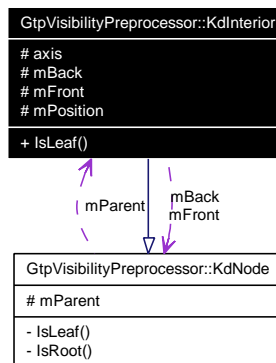 GtpVisibilityPreprocessor::KdInterior
# axis
# mBack
# mFront
# mPosition
+ IsLeaf()
mParent
mBack
mFront
GtpVisibilityPreprocessor::KdNode
# mParent
- IsLeaf()
- IsRoot()